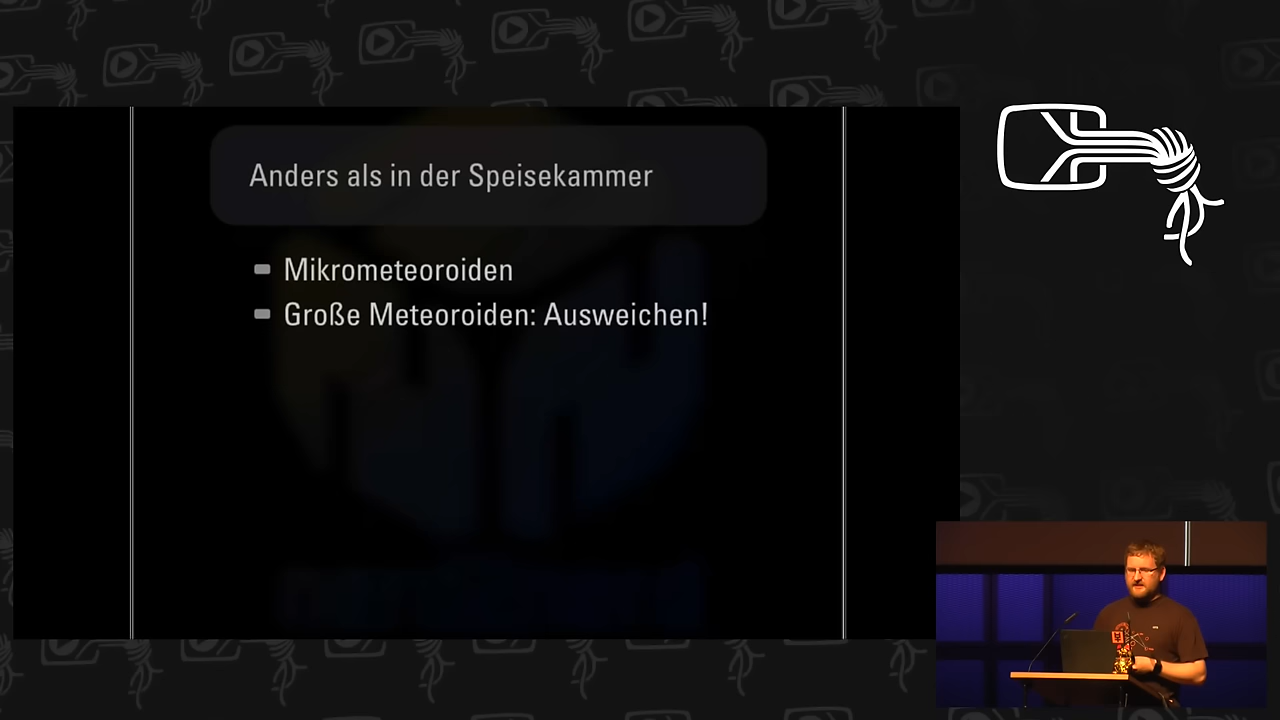 Anders als in der Speisekammer
Mikrometeoroiden
Große Meteoroiden: Ausweichen!